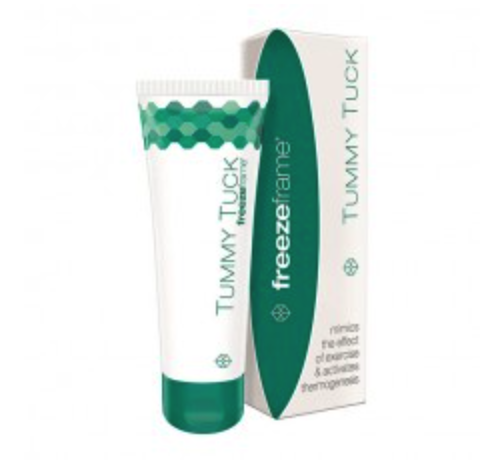 TUMMY TUCK
freezeframe®
freezeframe®
TUMMY TUCK
mimics
the effect
of exercise
& activates
thermogenesis